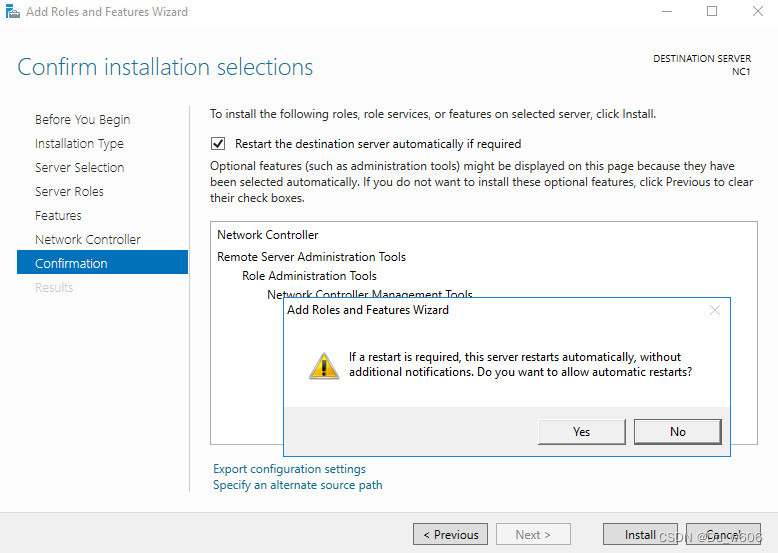 Add Roles and Features Wizard
Confirm installation selections
DESTINATION SERVER
NC1
Before You Begin
Installation Type
Server Selection
Server Roles
Features
Network Controller
Confirmation
Results
To install the following roles, role services, or features on selected server, click Install.
Restart the destination server automatically if required
Optional features (such as administration tools) might be displayed on this page because they have
been selected automatically. If you do not want to install these optional features, click Previous to clear
their check boxes.
Network Controller
Remote Server Administration Tools
Role Administration Tools
Network Controller Management Tools
Add Roles and Features Wizard
If a restart is required, this server restarts automatically, without
additional notifications. Do you want to allow automatic restarts?
Yes
No
Export configuration settings
Specify an alternate source path
< Previous
Next >
Install
Cancel
CSDN